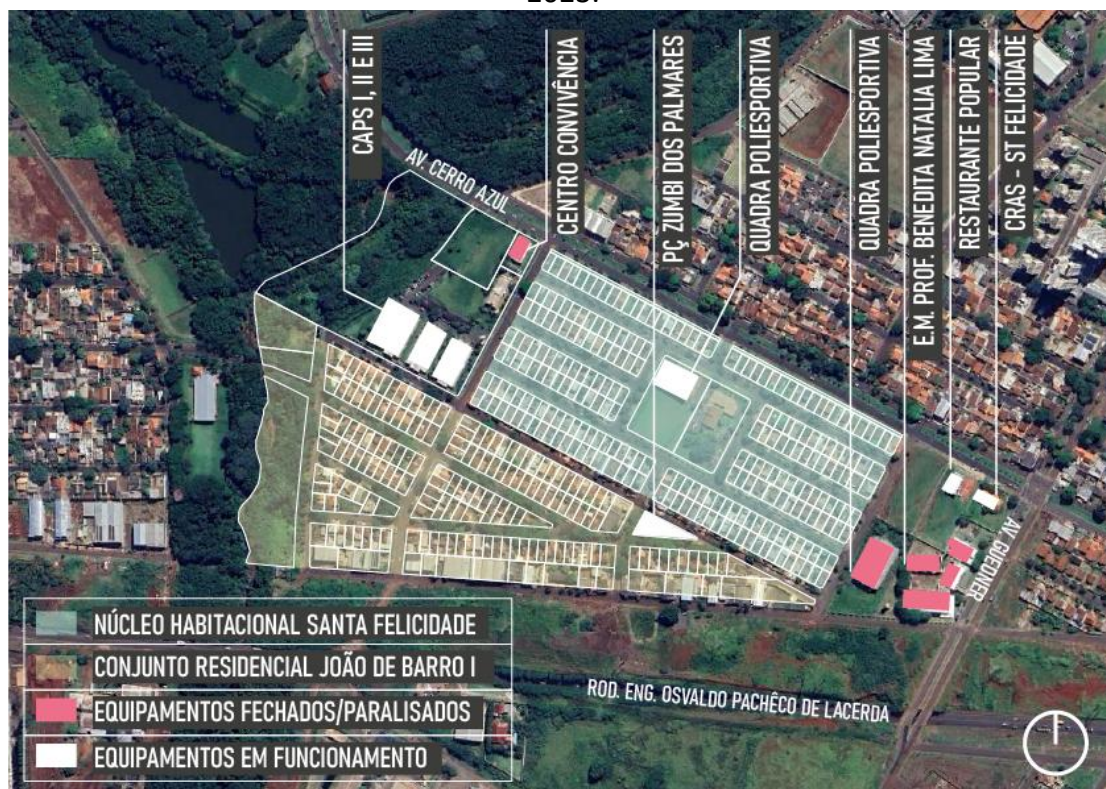 2023.
CAPS I, II E III
CENTRO CONVIVÊNCIA
PÇ ZUMBI DOS PALMARES
QUADRA POLIESPORTIVA
QUADRA POLIESPORTIVA
E.M. PROF. BENEDITA NATALIA LIMA
RESTAURANTE POPULAR
CRAS - ST FELICIDADE
AV. CERRO AZUL
AV. GUEDNER
ROD. ENG. OSVALDO PACHÊCO DE LACERDA
NÚCLEO HABITACIONAL SANTA FELICIDADE
CONJUNTO RESIDENCIAL JOÃO DE BARRO I
EQUIPAMENTOS FECHADOS/PARALISADOS
EQUIPAMENTOS EM FUNCIONAMENTO